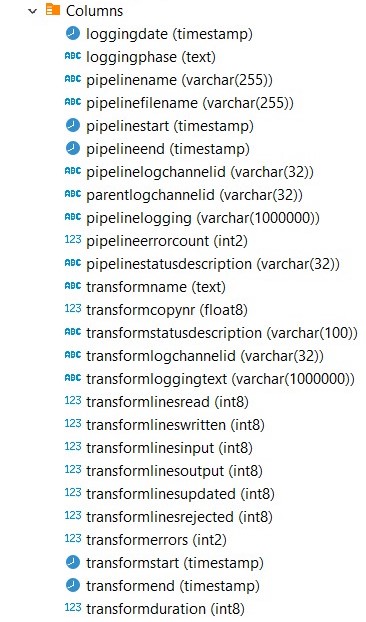 Columns
loggingdate (timestamp)
ABC loggingphase (text)
ABC pipelinename (varchar(255))
ABC pipelinefilename (varchar(255))
pipelinestart (timestamp)
pipelineend (timestamp)
ABC pipelinelogchannelid (varchar(32))
ABC parentlogchannelid (varchar(32))
ABC pipelinelogging (varchar(1000000))
123 pipelineerrorcount (int2)
ABC pipelinestatusdescription (varchar(32))
ABC transformname (text)
123 transformcopynr (float8)
ABC transformstatusdescription (varchar(100))
ABC transformlogchannelid (varchar(32))
ABC transformloggingtext (varchar(1000000))
123 transformlinesread (int8)
123 transformlineswritten (int8)
123 transformlinesinput (int8)
123 transformlinesoutput (int8)
123 transformlinesupdated (int8)
123 transformlinesrejected (int8)
123 transformerrors (int2)
transformstart (timestamp)
transformend (timestamp)
123 transformduration (int8)